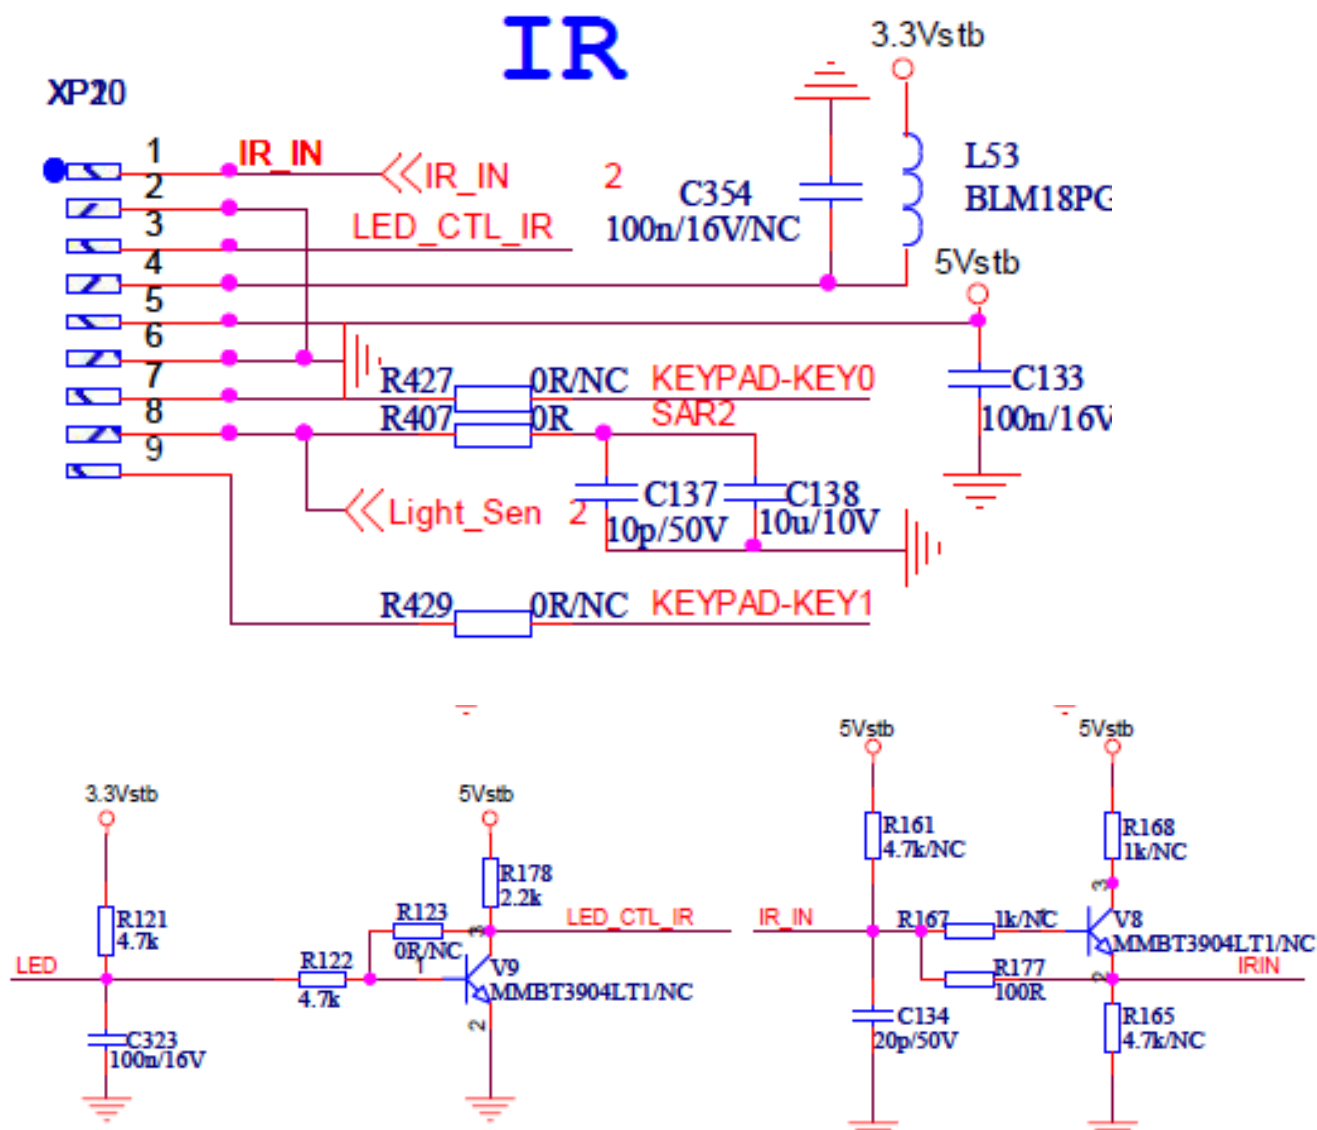 IR
3.3Vstb
XP20
1
IR_IN
IR_IN 2
2
3
LED_CTL_IR
C354
100n/16V/NC
L53
BLM18PG
4
5Vstb
5
6
7
R427 0R/NC KEYPAD-KEY0
8
R407 0R SAR2
C133
100n/16V
9
Light_Sen 2
C137
10p/50V
C138
10u/10V
R429 0R/NC KEYPAD-KEY1
3.3Vstb
R121
4.7k
LED
C323
100n/16V
R122
4.7k
R123
0R/NC
5Vstb
R178
2.2k
3
LED_CTL_IR
1
V9
MMBT3904LT1/NC
2
5Vstb
R161
4.7k/NC
IR_IN
C134
20p/50V
R167 1k/NC
R177
100R
5Vstb
R168
1k/NC
3
V8
MMBT3904LT1/NC
2
IRIN
R165
4.7k/NC